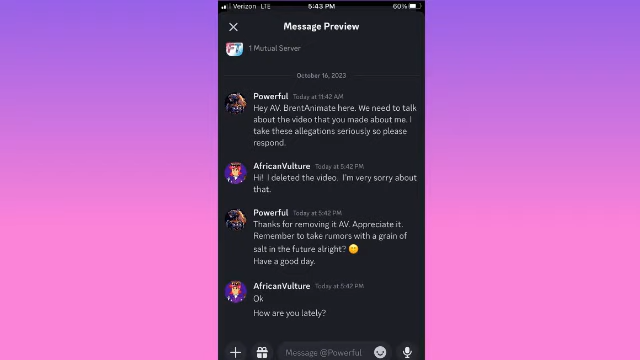 Verizon LTE
5:43 PM
60%
Message Preview
FT
1 Mutual Server
October 16, 2023
Powerful Today at 11:42 AM
Hey AV. BrentAnimate here. We need to talk
about the video that you made about me. I
take these allegations seriously so please
respond.
AfricanVulture Today at 5:42 PM
Hi! I deleted the video. I'm very sorry about
that.
Powerful Today at 5:42 PM
Thanks for removing it AV. Appreciate it.
Remember to take rumors with a grain of
salt in the future alright? 😊
Have a good day.
AfricanVulture Today at 5:42 PM
Ok
How are you lately?
Message @Powerful